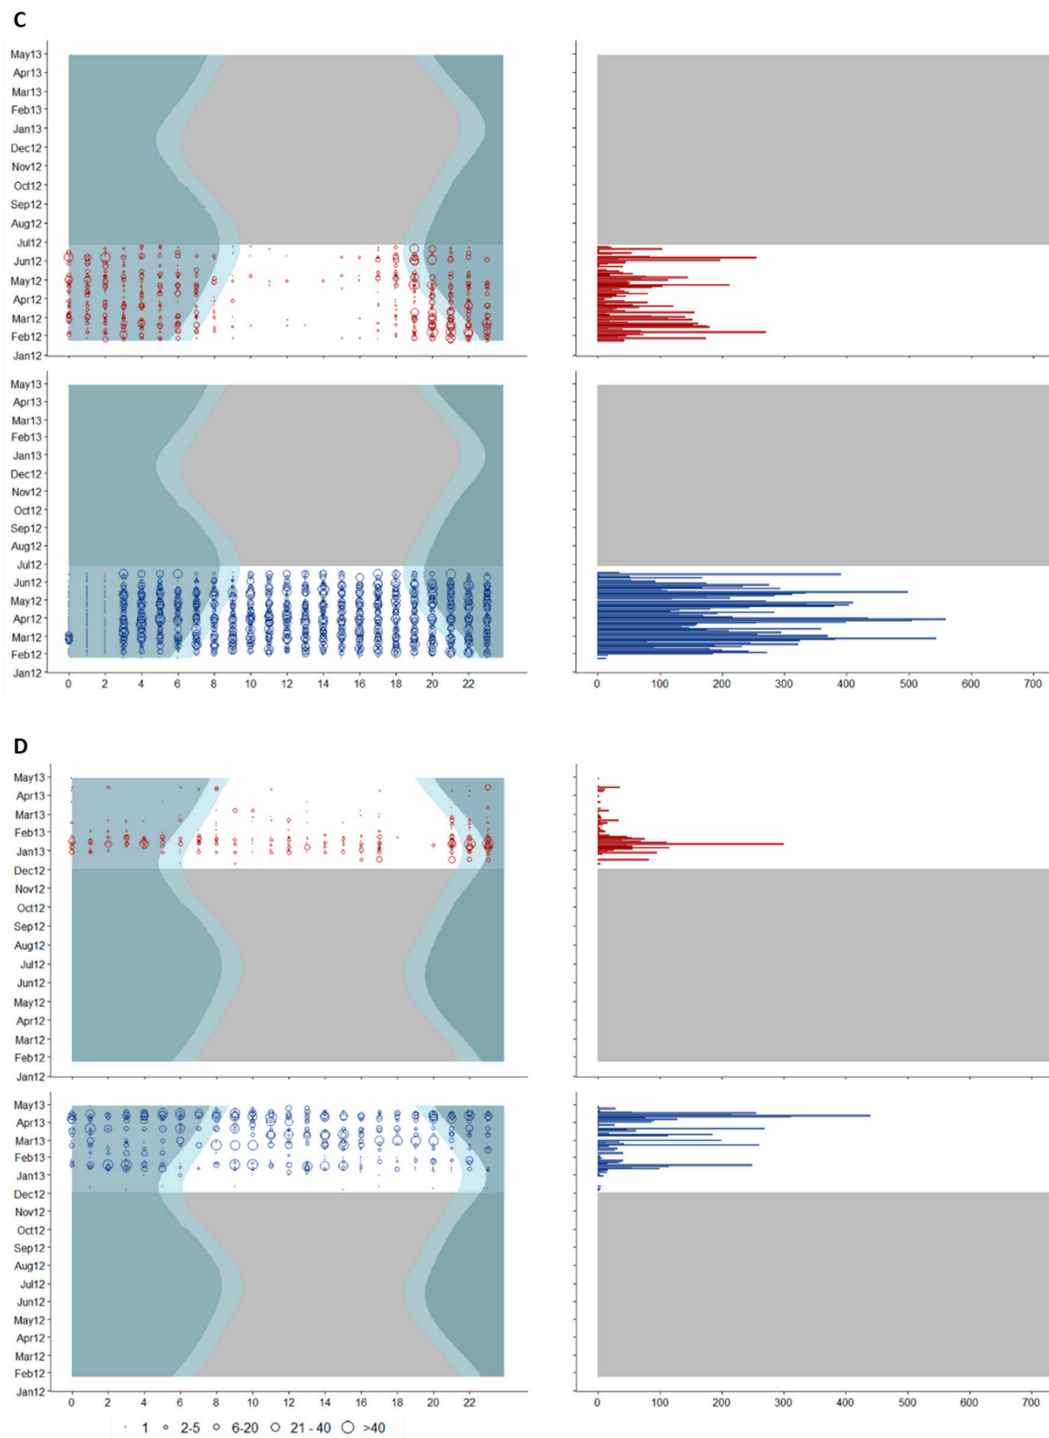 C
May13
Apr13
Mar13
Feb13
Jan13
Dec12
Nov12
Oct12
Sep12
Aug12
Jul12
Jun12
May12
Apr12
Mar12
Feb12
Jan12
May13
Apr13
Mar13
Feb13
Jan13
Dec12
Nov12
Oct12
Sep12
Aug12
Jul12
Jun12
May12
Apr12
Mar12
Feb12
Jan12
0 2 4 6 8 10 12 14 16 18 20 22
0 100 200 300 400 500 600 700
D
May13
Apr13
Mar13
Feb13
Jan13
Dec12
Nov12
Oct12
Sep12
Aug12
Jul12
Jun12
May12
Apr12
Mar12
Feb12
Jan12
May13
Apr13
Mar13
Feb13
Jan13
Dec12
Nov12
Oct12
Sep12
Aug12
Jul12
Jun12
May12
Apr12
Mar12
Feb12
Jan12
0 2 4 6 8 10 12 14 16 18 20 22
0 100 200 300 400 500 600 700
1 2-5 6-20 21 - 40 >40